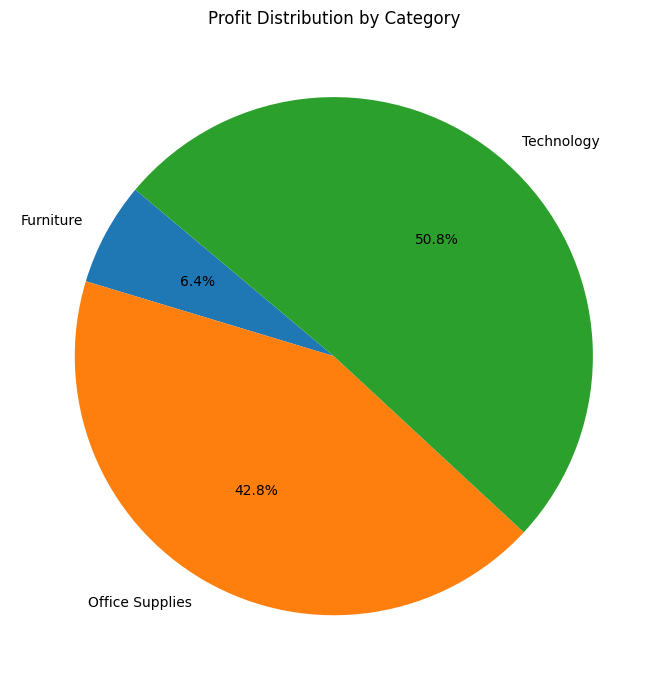 Profit Distribution by Category
Technology
Furniture
50.8%
6.4%
42.8%
Office Supplies